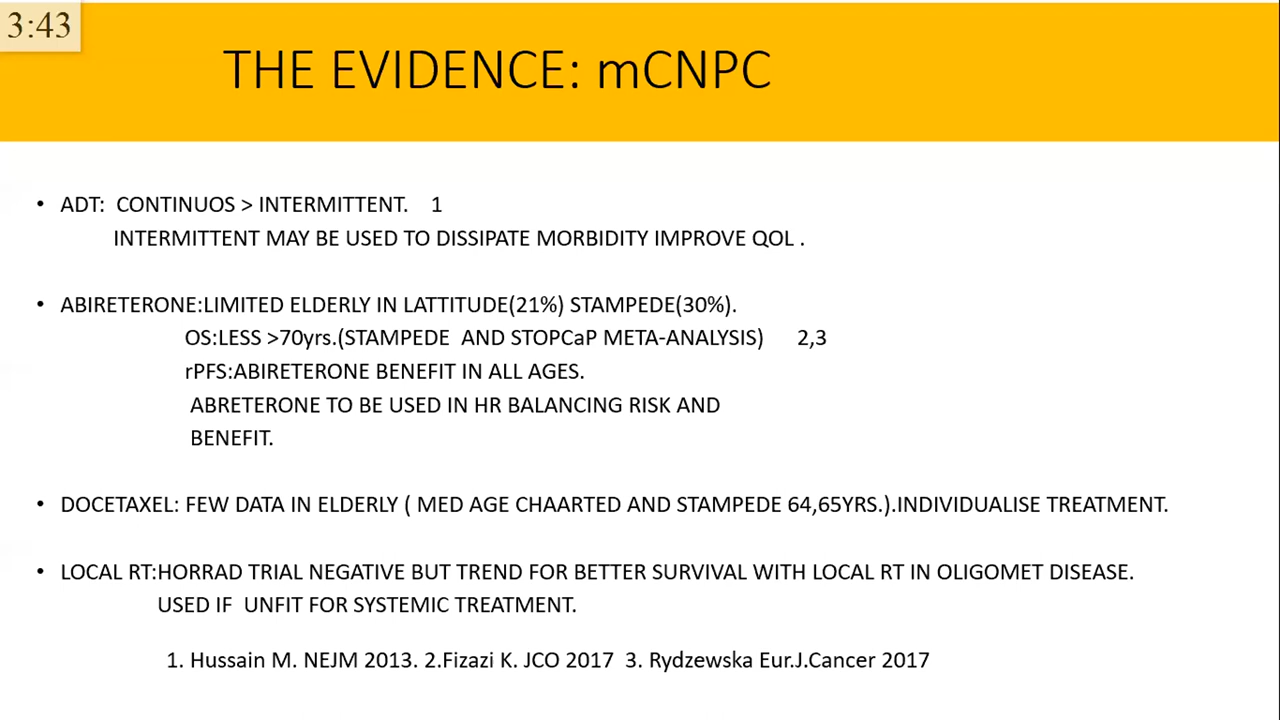 3:43
THE EVIDENCE: mCNPC
• ADT: CONTINUOS > INTERMITTENT. 1
INTERMITTENT MAY BE USED TO DISSIPATE MORBIDITY IMPROVE QOL .
• ABIRETERONE:LIMITED ELDERLY IN LATTITUDE(21%) STAMPEDE(30%).
OS:LESS >70yrs.(STAMPEDE AND STOPCaP META-ANALYSIS) 2,3
rPFS:ABIRETERONE BENEFIT IN ALL AGES.
ABRETERONE TO BE USED IN HR BALANCING RISK AND
BENEFIT.
• DOCETAXEL: FEW DATA IN ELDERLY ( MED AGE CHAARTED AND STAMPEDE 64,65YRS.).INDIVIDUALISE TREATMENT.
• LOCAL RT:HORRAD TRIAL NEGATIVE BUT TREND FOR BETTER SURVIVAL WITH LOCAL RT IN OLIGOMET DISEASE.
USED IF UNFIT FOR SYSTEMIC TREATMENT.
1. Hussain M. NEJM 2013. 2.Fizazi K. JCO 2017 3. Rydzewska Eur.J.Cancer 2017